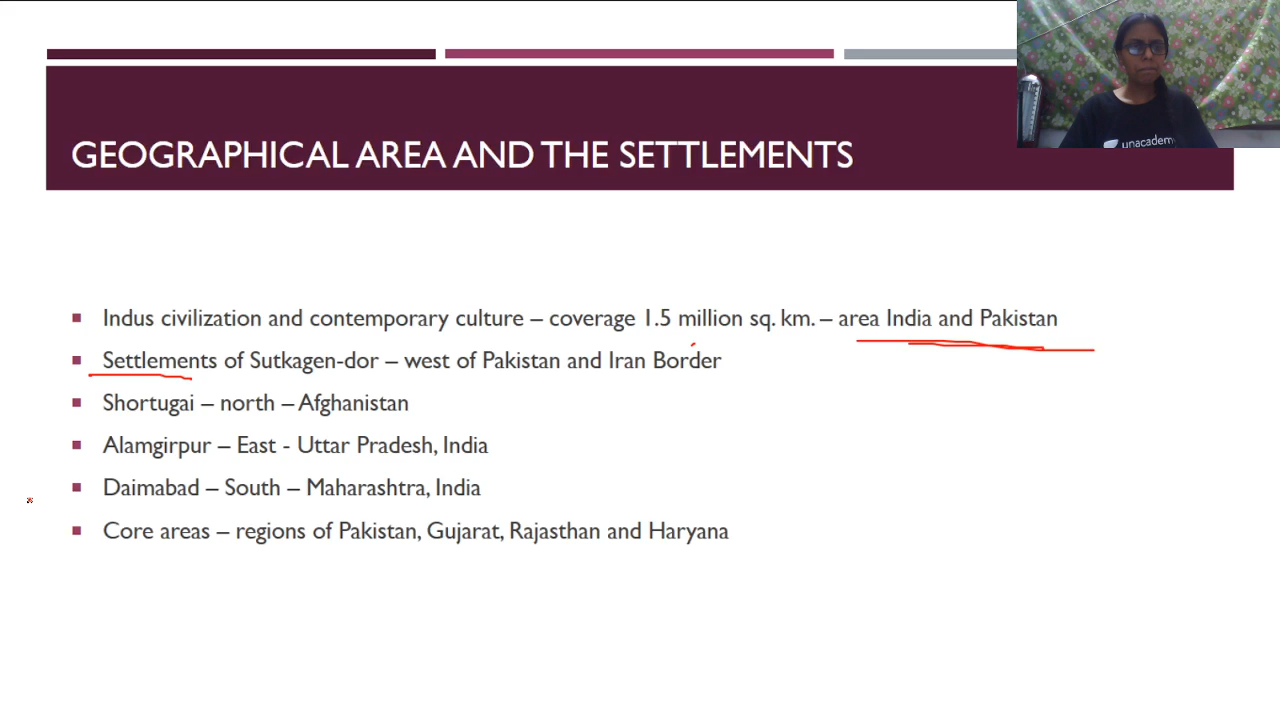 GEOGRAPHICAL AREA AND THE SETTLEMENTS
unacadem
Indus civilization and contemporary culture – coverage 1.5 million sq. km. – area India and Pakistan
Settlements of Sutkagen-dor – west of Pakistan and Iran Border
Shortugai – north – Afghanistan
Alamgirpur – East - Uttar Pradesh, India
Daimabad – South – Maharashtra, India
Core areas – regions of Pakistan, Gujarat, Rajasthan and Haryana